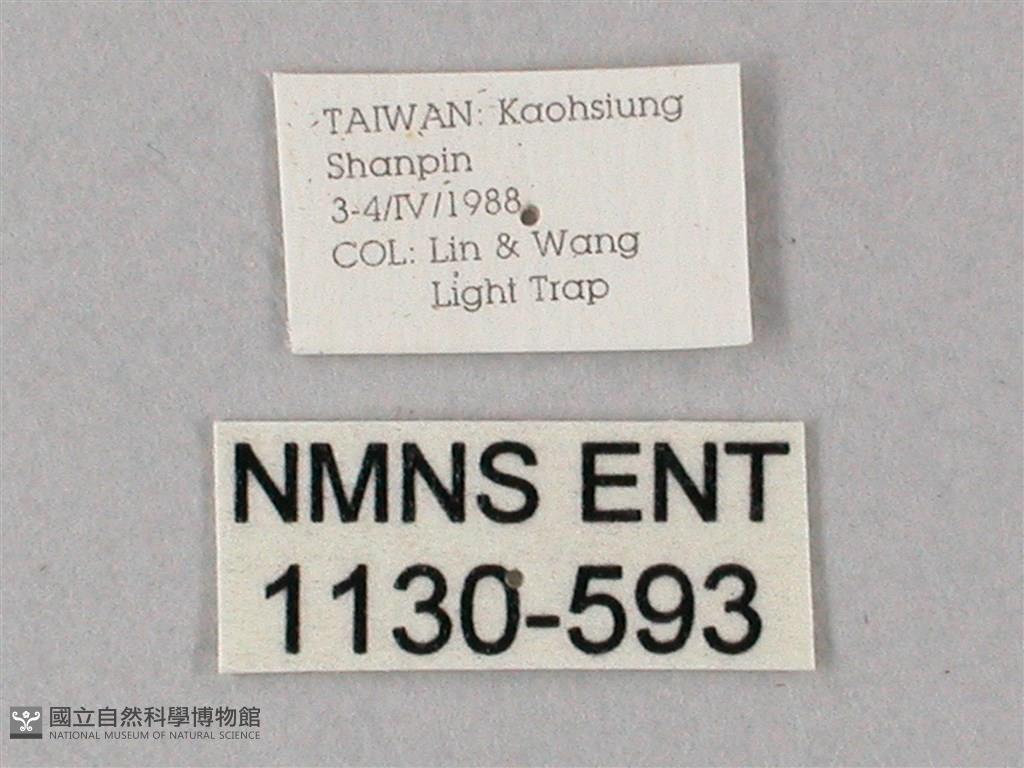 TAIWAN: Kaohsiung
Shanpin
3-4/IV/1988
COL: Lin & Wang
Light Trap
NMNS ENT
1130-593
國立自然科學博物館
NATIONAL MUSEUM OF NATURAL SCIENCE